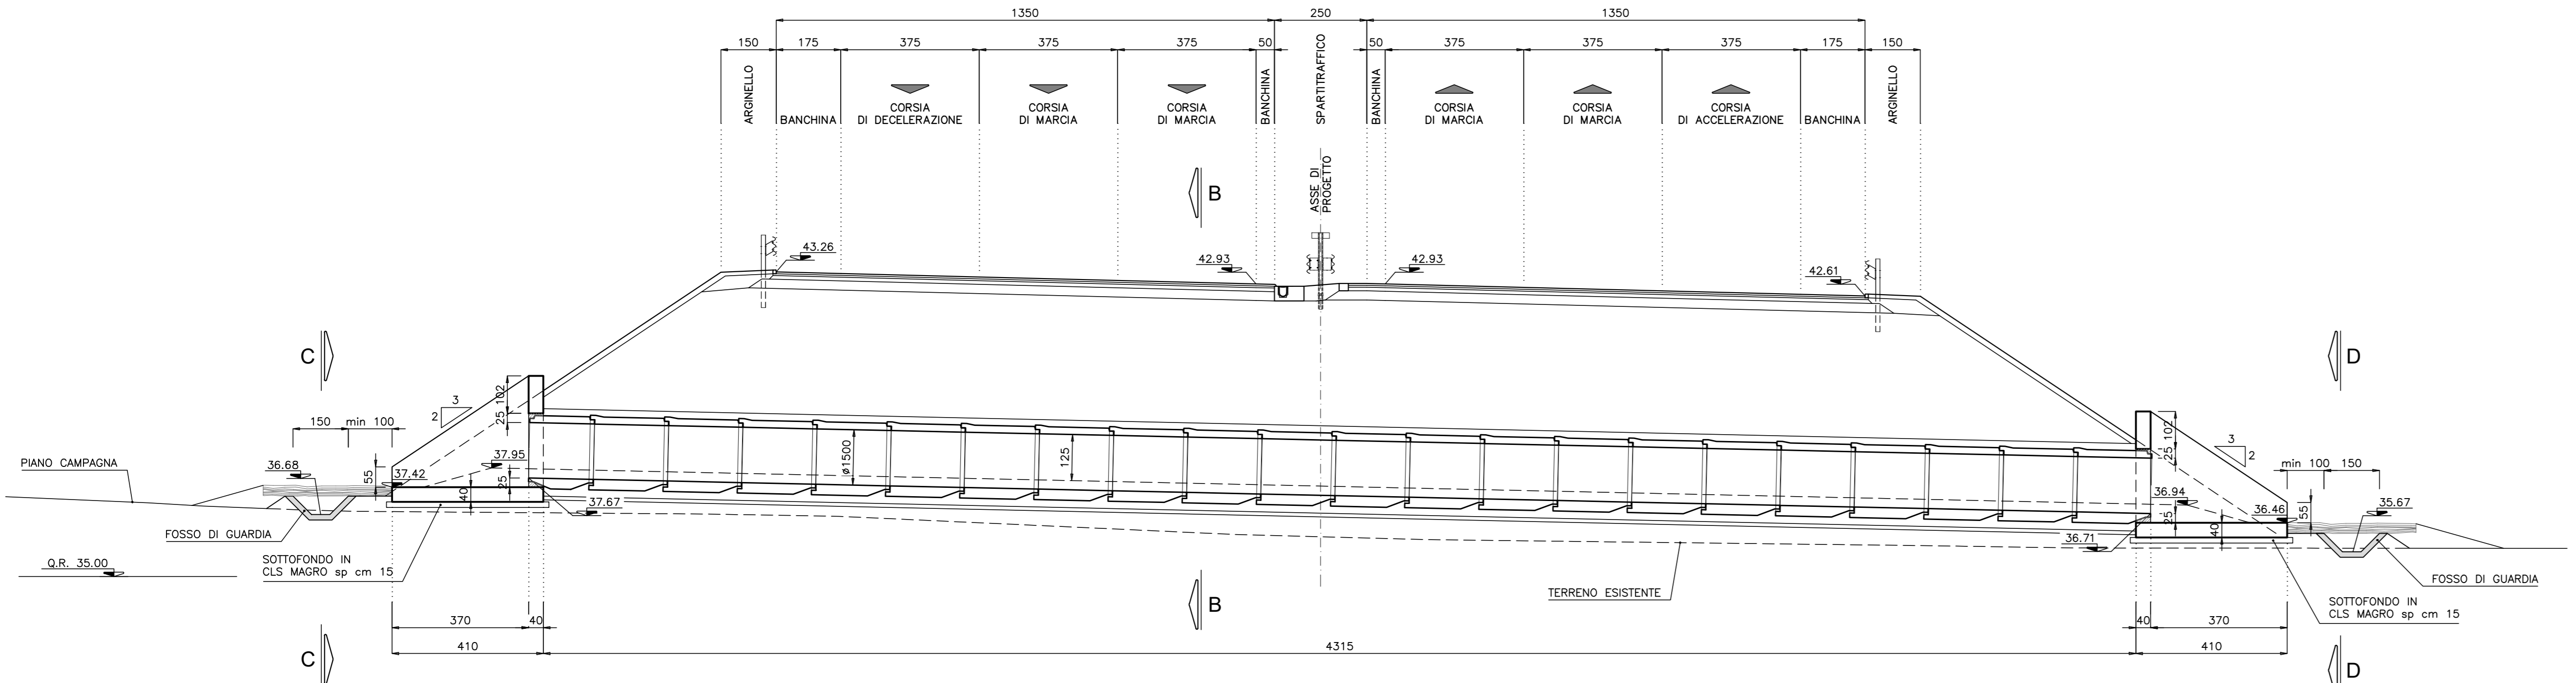 1350
250
1350
150
175
375
375
375
50
50
375
375
375
175
150
ARGINELLO
BANCHINA
CORSIA
DI DECELERAZIONE
CORSIA
DI MARCIA
CORSIA
DI MARCIA
BANCHINA
SPARTITRAFFICO
BANCHINA
CORSIA
DI MARCIA
CORSIA
DI MARCIA
CORSIA
DI ACCELERAZIONE
BANCHINA
ARGINELLO
B
ASSE DI
PROGETTO
43.26
42.93
42.93
42.61
C
D
3
2
102
25
150
min 100
PIANO CAMPAGNA
36.68
55
37.42
37.95
40
25
37.67
ø1500
125
102
25
3
2
min 100
150
36.94
36.46
55
35.67
25
40
36.71
FOSSO DI GUARDIA
SOTTOFONDO IN
CLS MAGRO sp cm 15
Q.R. 35.00
B
TERRENO ESISTENTE
FOSSO DI GUARDIA
SOTTOFONDO IN
CLS MAGRO sp cm 15
370
40
40
370
410
4315
410
C
D